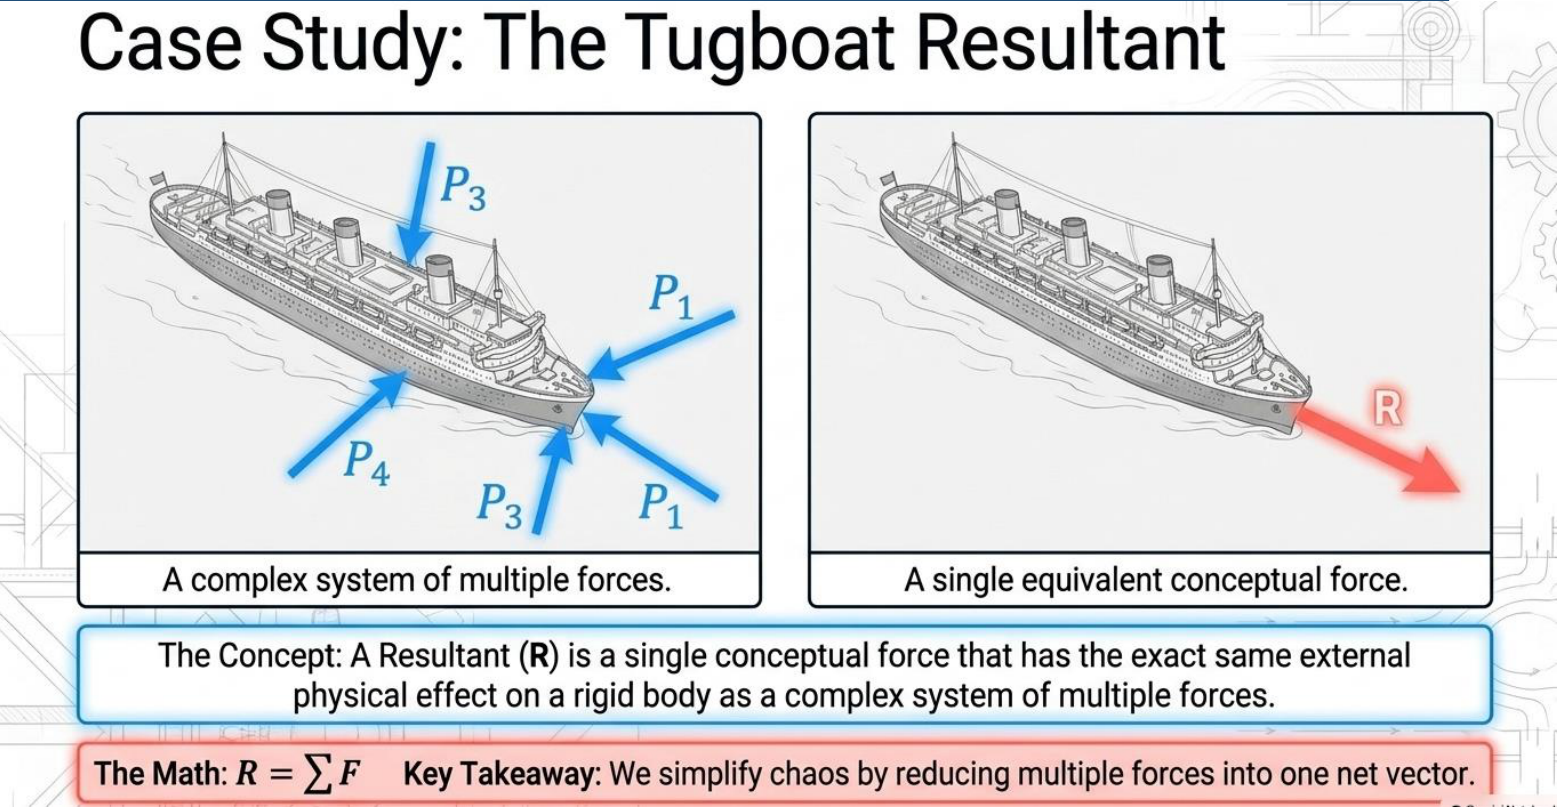 Case Study: The Tugboat Resultant
P₃
P₁
P₄
P₃
P₁
A complex system of multiple forces.
R
A single equivalent conceptual force.
The Concept: A Resultant (R) is a single conceptual force that has the exact same external
physical effect on a rigid body as a complex system of multiple forces.
The Math: R = ∑ F Key Takeaway: We simplify chaos by reducing multiple forces into one net vector.